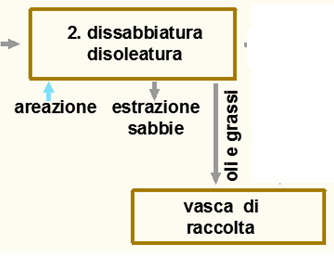 2. dissabbiatura
disoleatura
areazione
estrazione
sabbie
oli e grassi
vasca di
raccolta